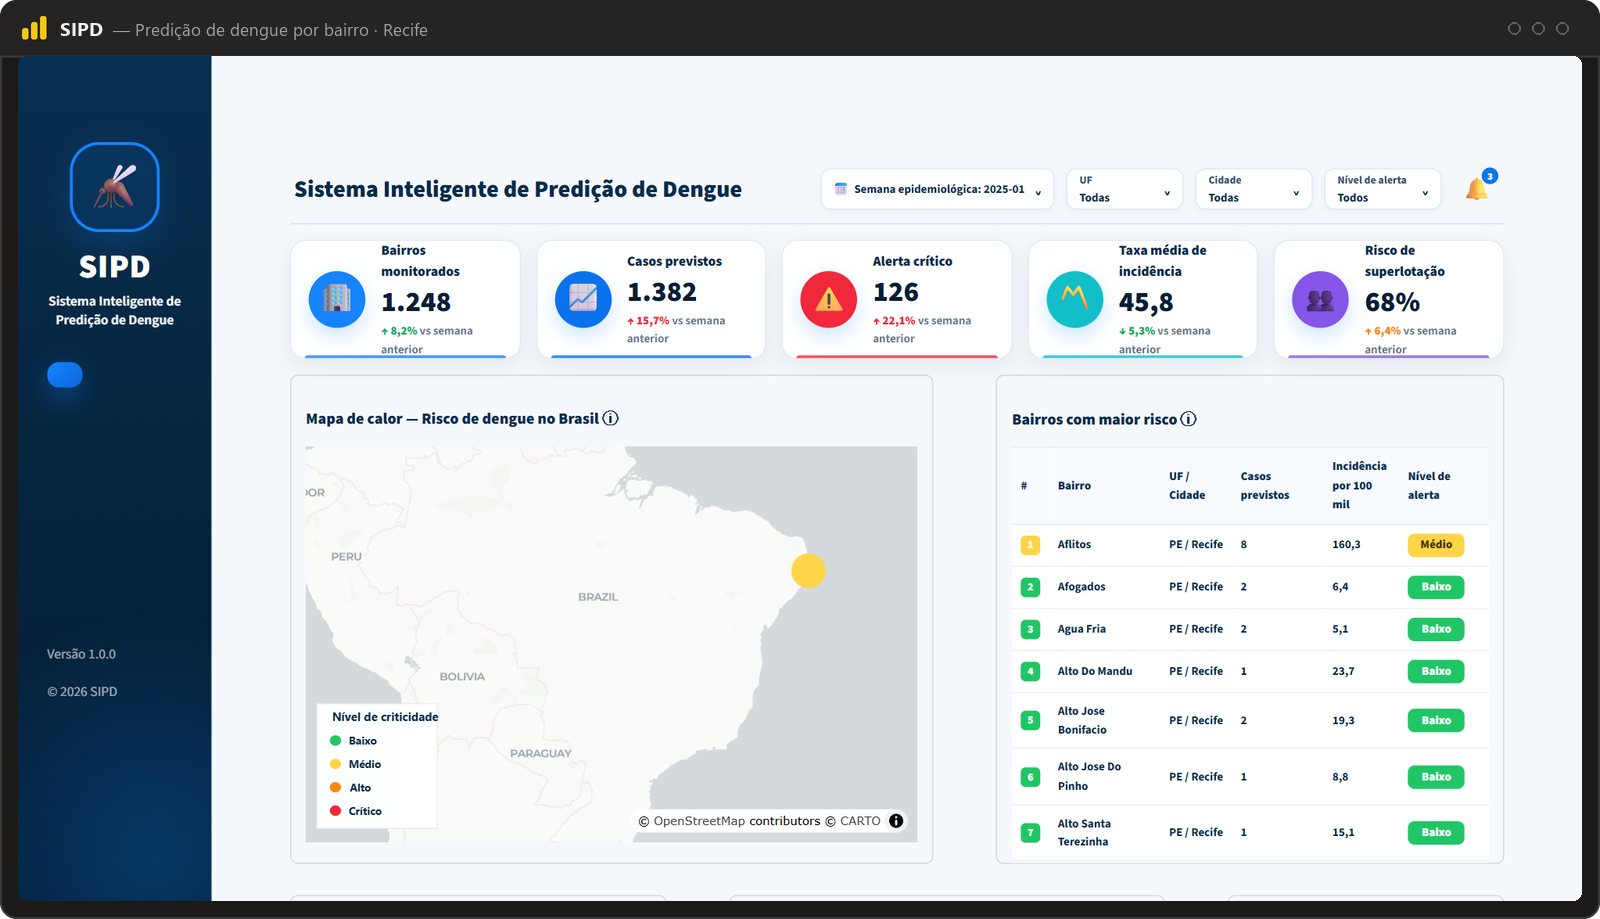 SIPD — Predição de dengue por bairro · Recife
SIPD
Sistema Inteligente de
Predição de Dengue
Versão 1.0.0
© 2026 SIPD
Sistema Inteligente de Predição de Dengue
Semana epidemiológica: 2025-01
UF
Todas
Cidade
Todas
Nível de alerta
Todos
3
Bairros
monitorados
1.248
↑ 8,2% vs semana
anterior
Casos previstos
1.382
↑ 15,7% vs semana
anterior
Alerta crítico
126
↑ 22,1% vs semana
anterior
Taxa média de
incidência
45,8
↓ 5,3% vs semana
anterior
Risco de
superlotação
68%
↑ 6,4% vs semana
anterior
Mapa de calor — Risco de dengue no Brasil ⓘ
OR
PERU
BRAZIL
BOLIVIA
PARAGUAY
Nível de criticidade
Baixo
Médio
Alto
Crítico
© OpenStreetMap contributors © CARTO
Bairros com maior risco ⓘ
# Bairro UF / Cidade Casos previstos Incidência por 100 mil Nível de alerta
1 Aflitos PE / Recife 8 160,3 Médio
2 Afogados PE / Recife 2 6,4 Baixo
3 Agua Fria PE / Recife 2 5,1 Baixo
4 Alto Do Mandu PE / Recife 1 23,7 Baixo
5 Alto Jose Bonifacio PE / Recife 2 19,3 Baixo
6 Alto Jose Do Pinho PE / Recife 1 8,8 Baixo
7 Alto Santa Terezinha PE / Recife 1 15,1 Baixo